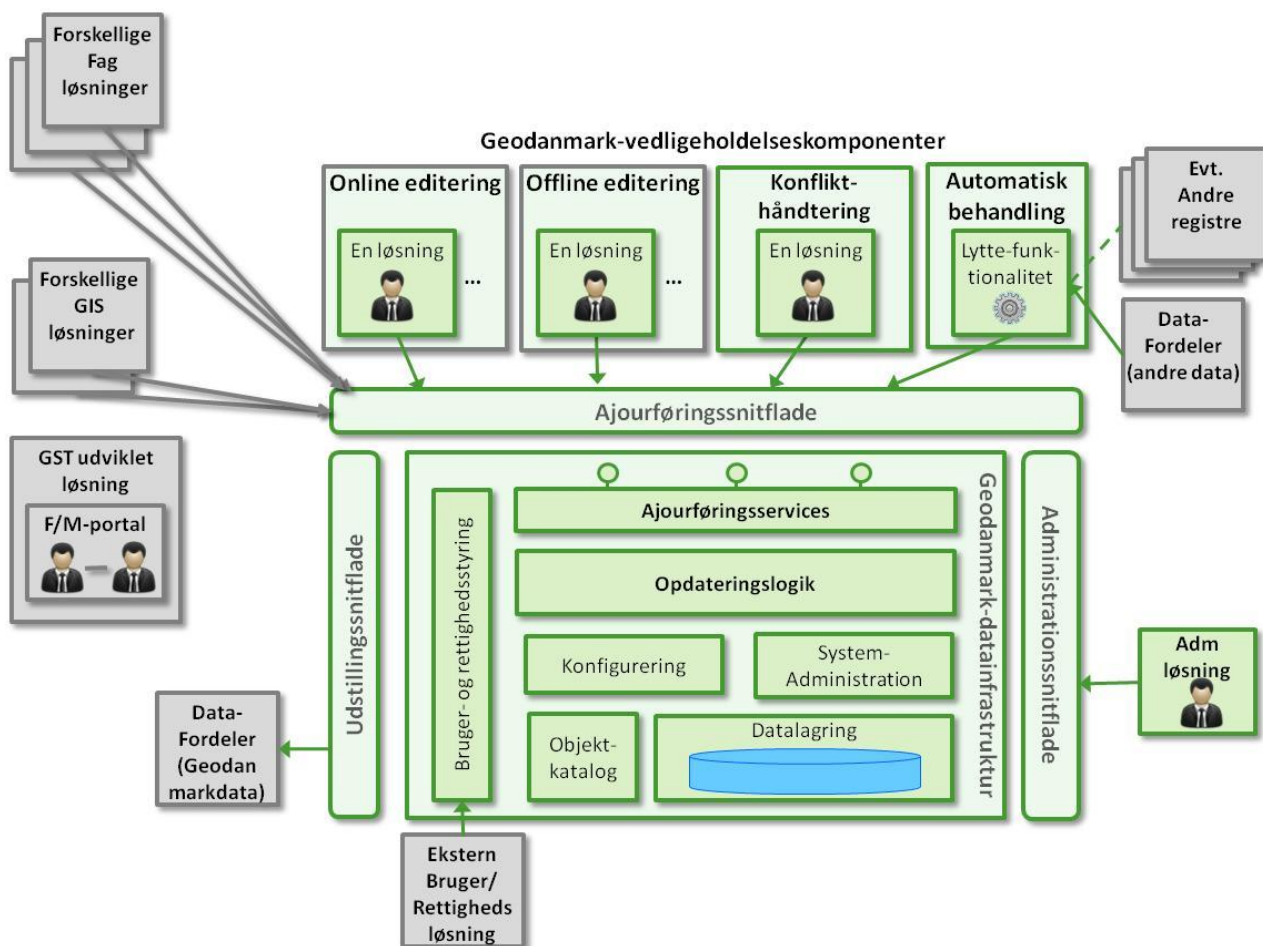 Forskellige
Fag
løsninger
Geodanmark-vedligeholdelseskomponenter
Online editering
En løsning
...
Offline editering
En løsning
...
Konflikt-
håndtering
En løsning
Automatisk
behandling
Lytte-funk-
tionalitet
Evt.
Andre
registre
Forskellige
GIS
løsninger
Data-
Fordeler
(andre data)
Ajourføringssnitflade
GST udviklet
løsning
F/M-portal
Udstillingssnitflade
Bruger- og rettighedsstyring
Ajourføringsservices
Opdateringslogik
Konfigurering
System-
Administration
Objekt-
katalog
Datalagring
Geodanmark-datainfrastruktur
Administrationssnitflade
Adm
løsning
Data-
Fordeler
(Geodan
markdata)
Ekstern
Bruger/
Rettigheds
løsning